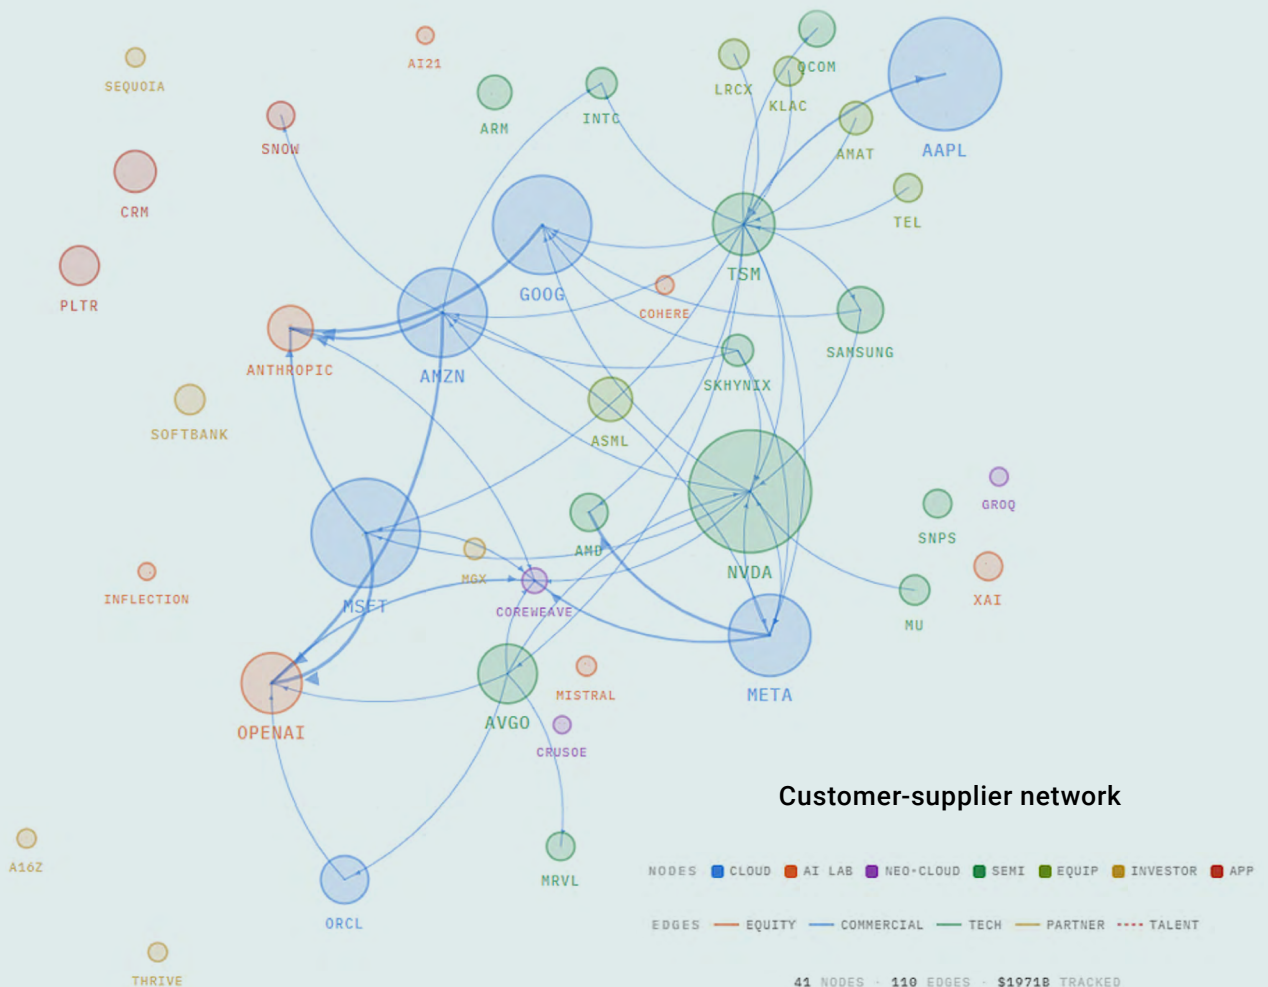 QCOM
AI21
SEQUOIA
LRCX
KLAC
INTC
ARM
SNOW
AAPL
AMAT
CRM
TEL
TSM
GOOG
PLTR
COHERE
SAMSUNG
ANTHROPIC
AMZN
SKHYNIX
SOFTBANK
ASML
GROQ
SNPS
AMD
NVDA
MGX
INFLECTION
XAI
MSFT
COREWEAVE
MU
META
MISTRAL
AVGO
OPENAI
CRUSOE
Customer-supplier network
A16Z
NODES CLOUD AI LAB NEO-CLOUD SEMI EQUIP INVESTOR APP
MRVL
ORCL
EDGES EQUITY COMMERCIAL TECH PARTNER TALENT
THRIVE
41 NODES · 110 EDGES · $1971B TRACKED